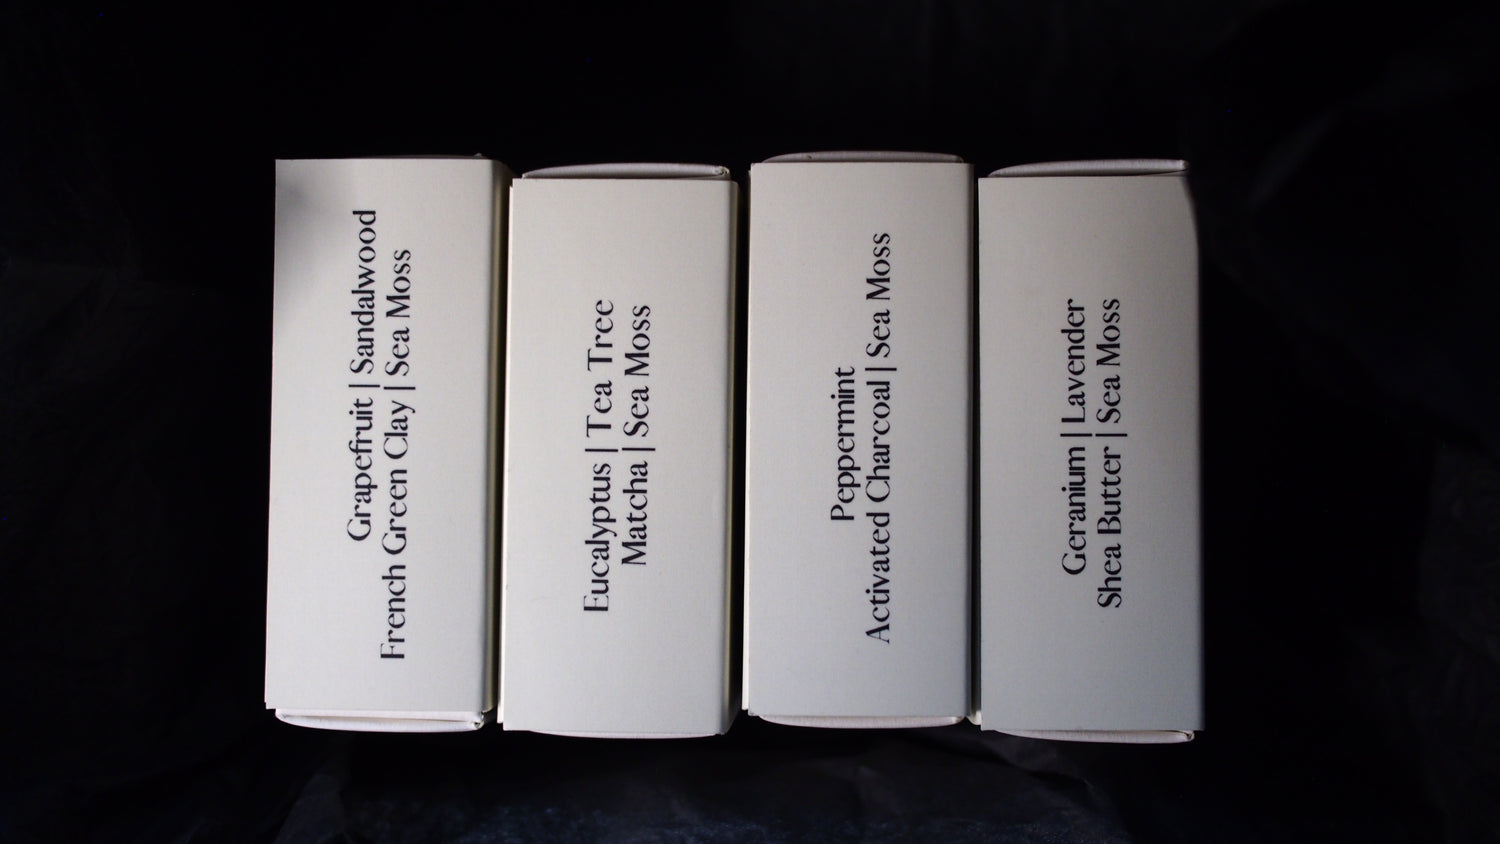 Grapefruit | Sandalwood
French Green Clay | Sea Moss
Eucalyptus | Tea Tree
Matcha | Sea Moss
Peppermint
Activated Charcoal | Sea Moss
Geranium | Lavender
Shea Butter | Sea Moss